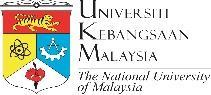 UNIVERSITI
KEBANGSAAN
MALAYSIA
The National University
of Malaysia